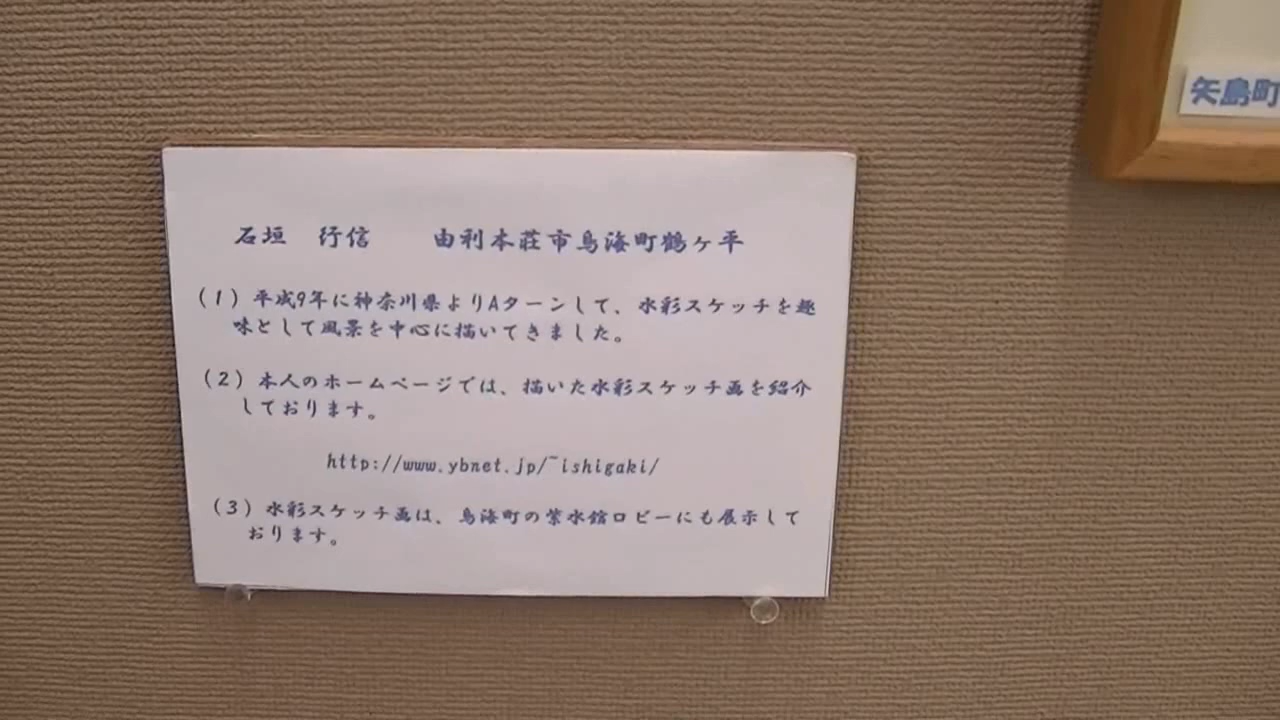 矢島町
石垣　行信　　由利本荘市鳥海町鶴ヶ平
（１）平成9年に神奈川県よりAターンして、水彩スケッチを趣
味として風景を中心に描いてきました。
（２）本人のホームページでは、描いた水彩スケッチ画を紹介
しております。
http://www.ybnet.jp/~ishigaki/
（３）水彩スケッチ画は、鳥海町の紫水館ロビーにも展示して
おります。